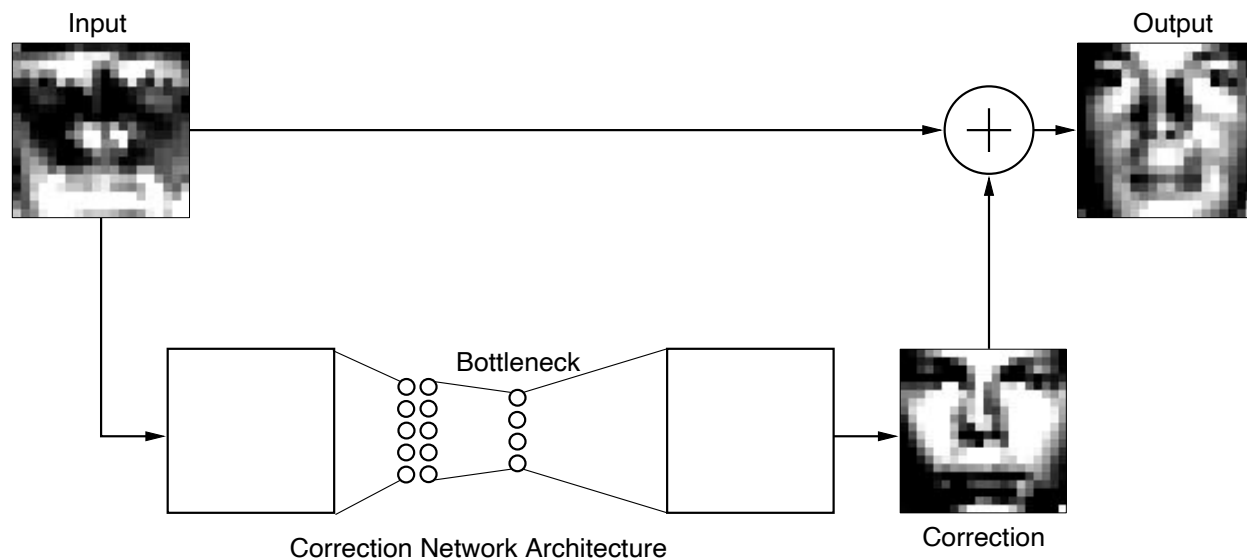 Input
Output
Bottleneck
Correction
Correction Network Architecture